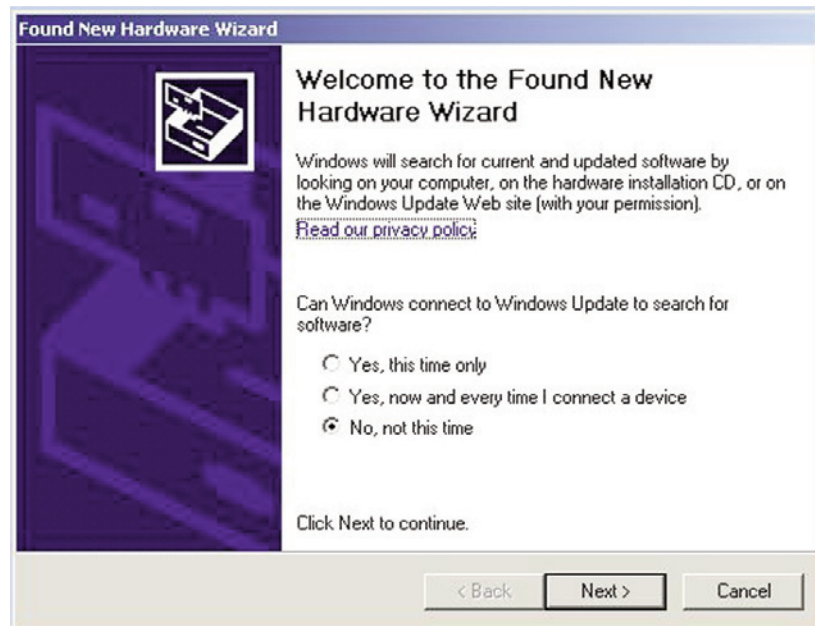 Found New Hardware Wizard
Welcome to the Found New
Hardware Wizard
Windows will search for current and updated software by
looking on your computer, on the hardware installation CD, or on
the Windows Update Web site (with your permission).
Read our privacy policy
Can Windows connect to Windows Update to search for
software?
Yes, this time only
Yes, now and every time I connect a device
No, not this time
Click Next to continue.
< Back
Next >
Cancel